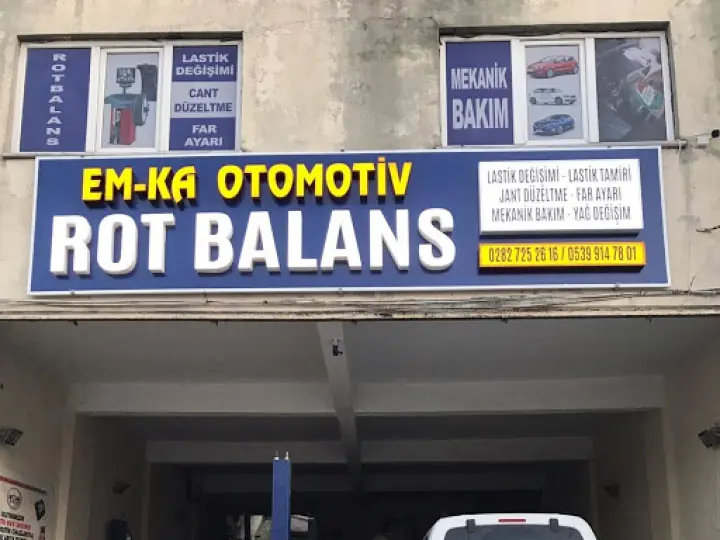 ROTBALANS
LASTİK
DEĞİŞİMİ
CANT
DÜZELTME
FAR
AYARI
MEKANİK
BAKIM
EM-KA OTOMOTİV
ROT BALANS
LASTİK DEĞİŞİMİ - LASTİK TAMİRİ
JANT DÜZELTME - FAR AYARI
MEKANİK BAKIM - YAĞ DEĞİŞİM
0282 725 26 16 / 0539 914 78 01